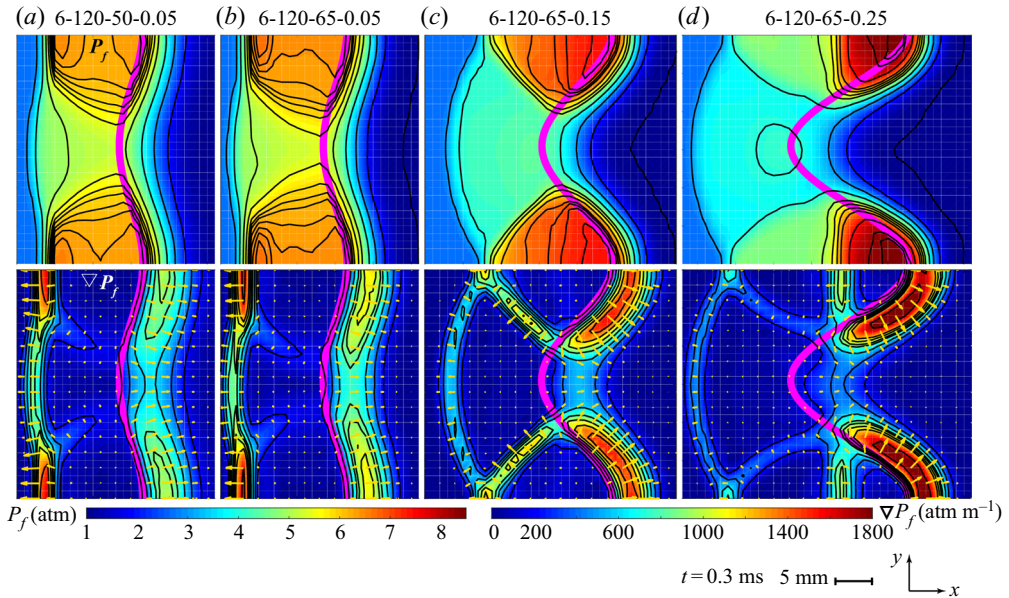 (a) 6-120-50-0.05 (b) 6-120-65-0.05 (c) 6-120-65-0.15 (d) 6-120-65-0.25
P_f
▽P_f
P_f (atm) 1 2 3 4 5 6 7 8 0 200 600 1000 1400 1800 ∇P_f (atm m⁻¹)
t = 0.3 ms 5 mm y x